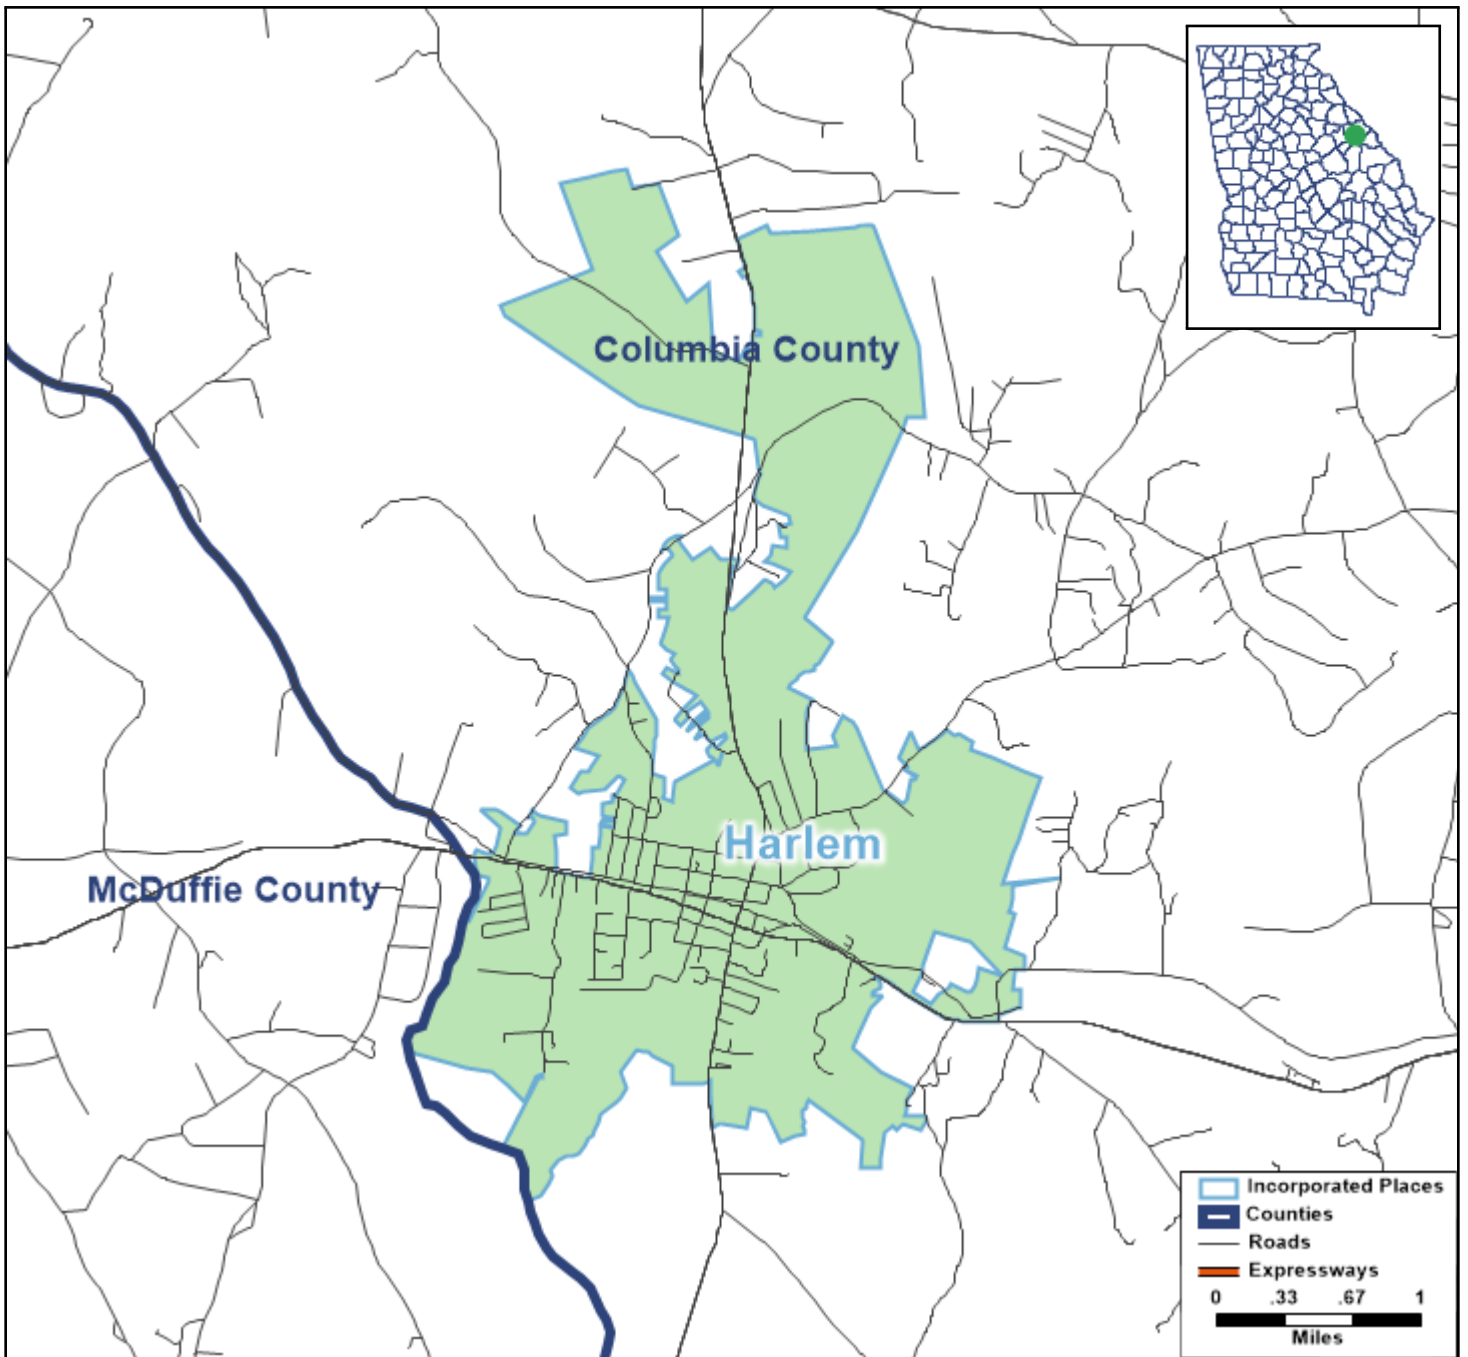 Columbia County
Harlem
McDuffie County
Incorporated Places
Counties
Roads
Expressways
0 .33 .67 1
Miles